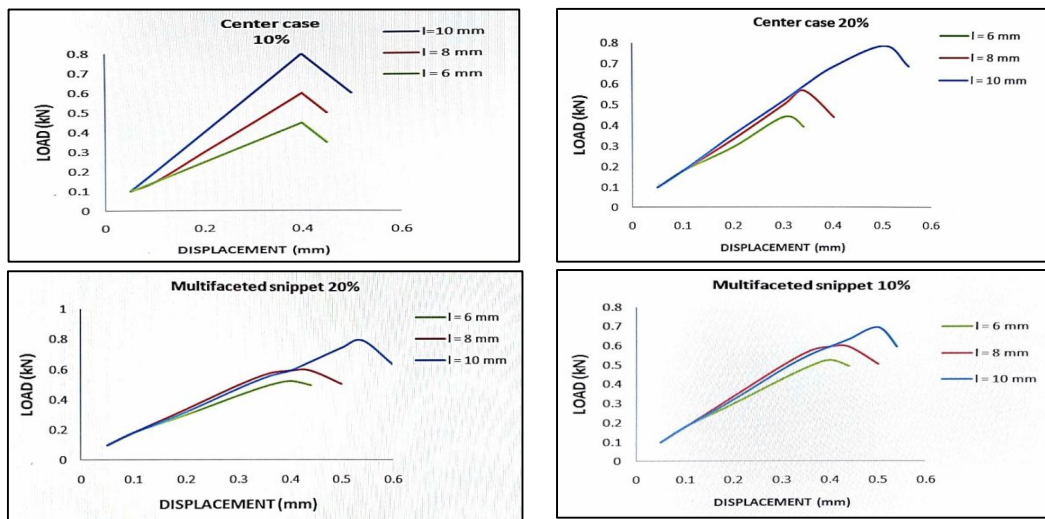 Center case
10%
l=10 mm
l = 8 mm
l = 6 mm
LOAD (kN)
0.8
0.7
0.6
0.5
0.4
0.3
0.2
0.1
0
0 0.2 0.4 0.6
DISPLACEMENT (mm)
Center case 20%
l = 6 mm
l = 8 mm
l = 10 mm
LOAD (kN)
0.8
0.7
0.6
0.5
0.4
0.3
0.2
0.1
0
0 0.1 0.2 0.3 0.4 0.5 0.6
DISPLACEMENT (mm)
Multifaceted snippet 20%
l = 6 mm
l = 8 mm
l = 10 mm
LOAD (kN)
1
0.8
0.6
0.4
0.2
0
0 0.1 0.2 0.3 0.4 0.5 0.6
DISPLACEMENT (mm)
Multifaceted snippet 10%
l = 6 mm
l = 8 mm
l = 10 mm
LOAD (kN)
0.8
0.7
0.6
0.5
0.4
0.3
0.2
0.1
0
0 0.1 0.2 0.3 0.4 0.5 0.6
DISPLACEMENT (mm)